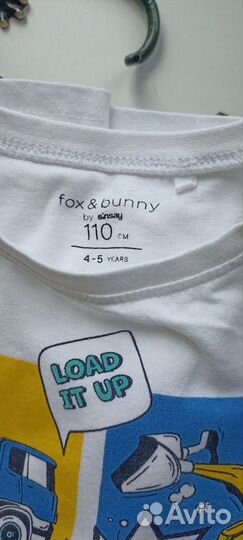 fox & bunny
by sinsay
110 CM
4-5 YEARS
LOAD
IT UP
Avito